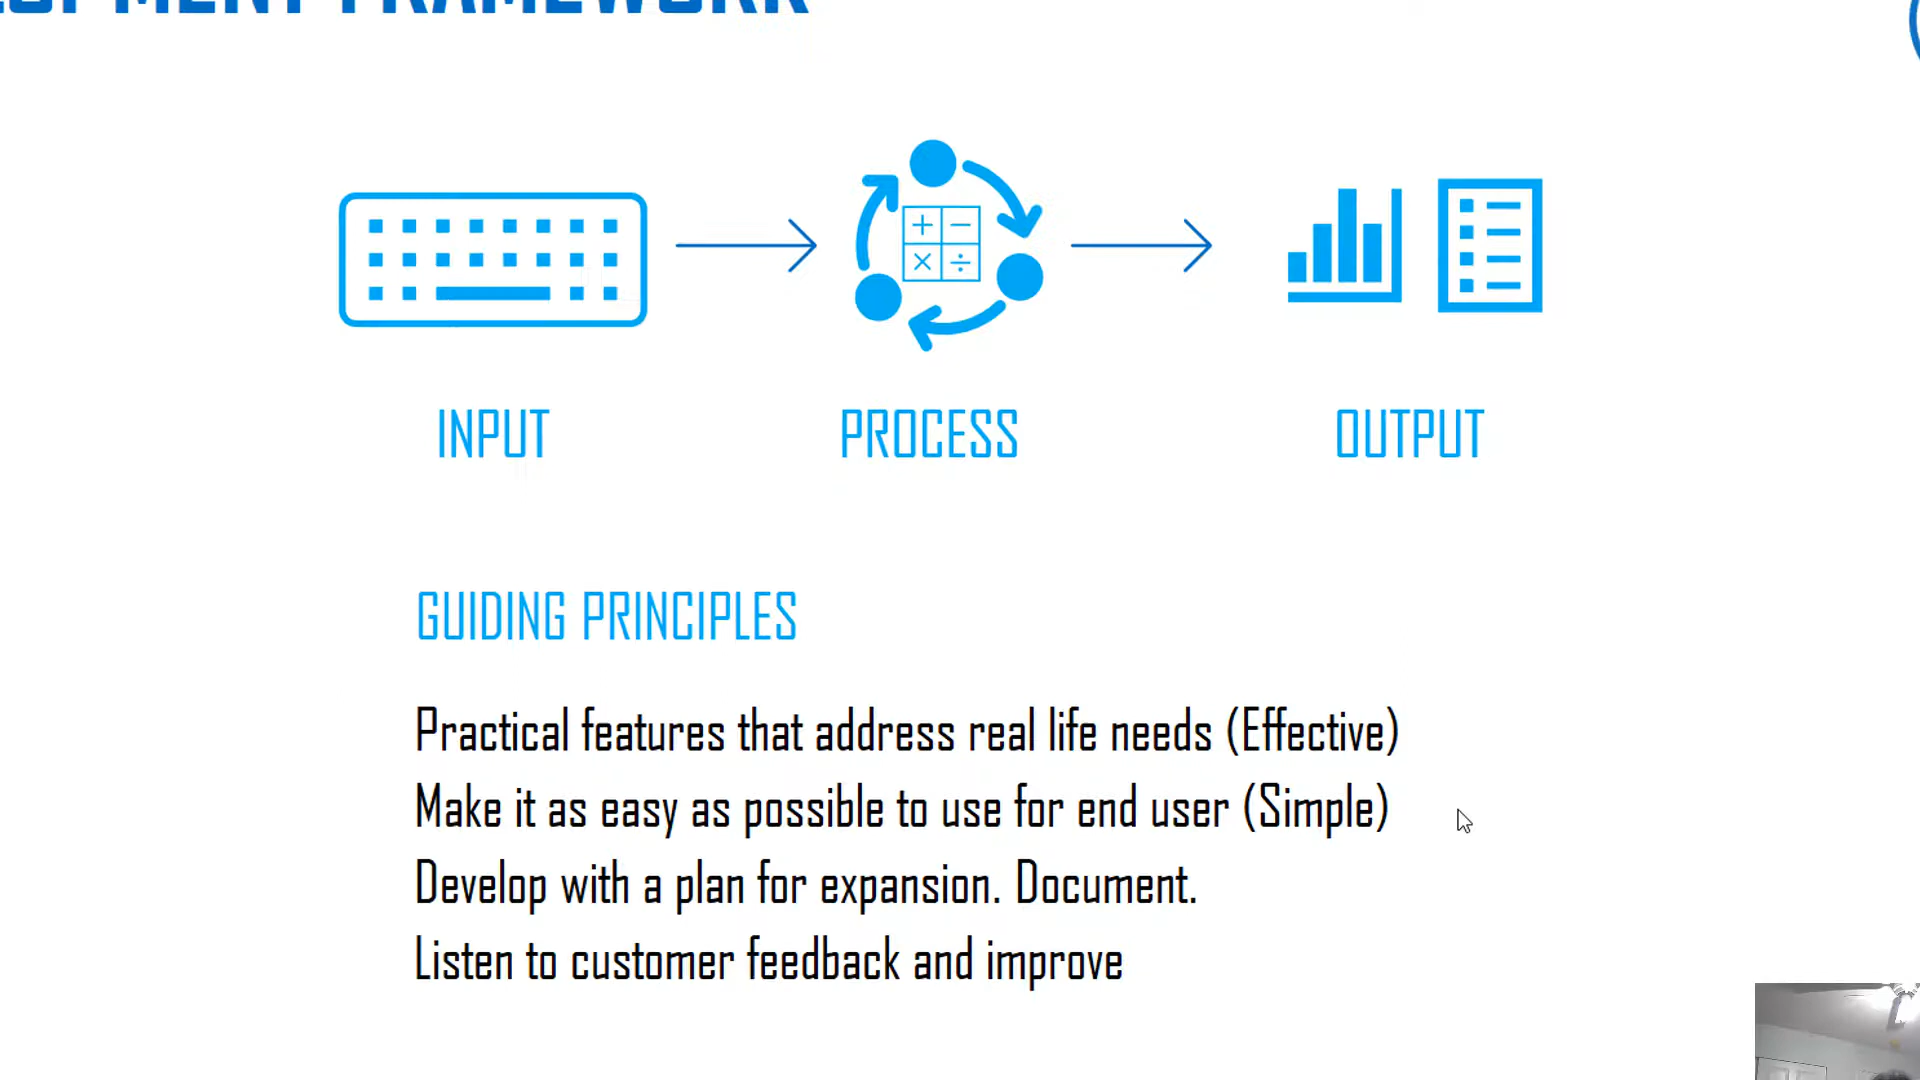 FRAMEWORK
INPUT
PROCESS
OUTPUT
GUIDING PRINCIPLES
Practical features that address real life needs (Effective)
Make it as easy as possible to use for end user (Simple)
Develop with a plan for expansion. Document.
Listen to customer feedback and improve